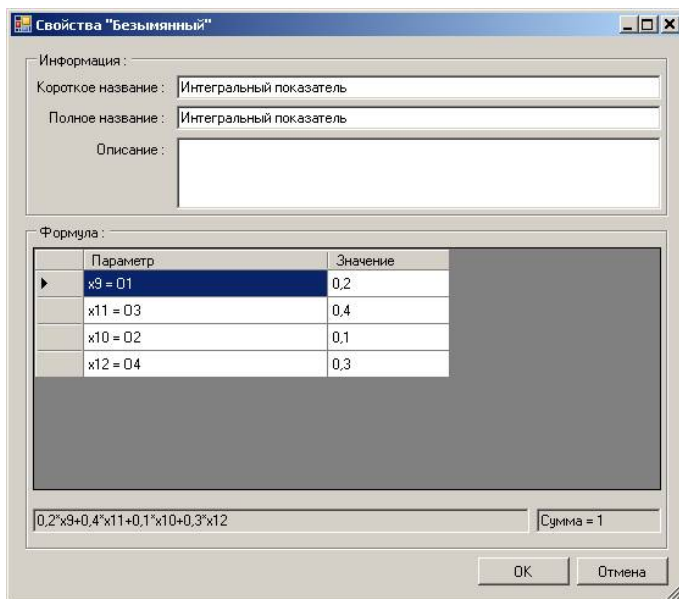 Свойства "Безымянный"
Информация :
Короткое название : Интегральный показатель
Полное название : Интегральный показатель
Описание :
Формула :
Параметр Значение
x9 = O1 0,2
x11 = O3 0,4
x10 = O2 0,1
x12 = O4 0,3
0,2*x9+0,4*x11+0,1*x10+0,3*x12 Сумма = 1
OK Отмена